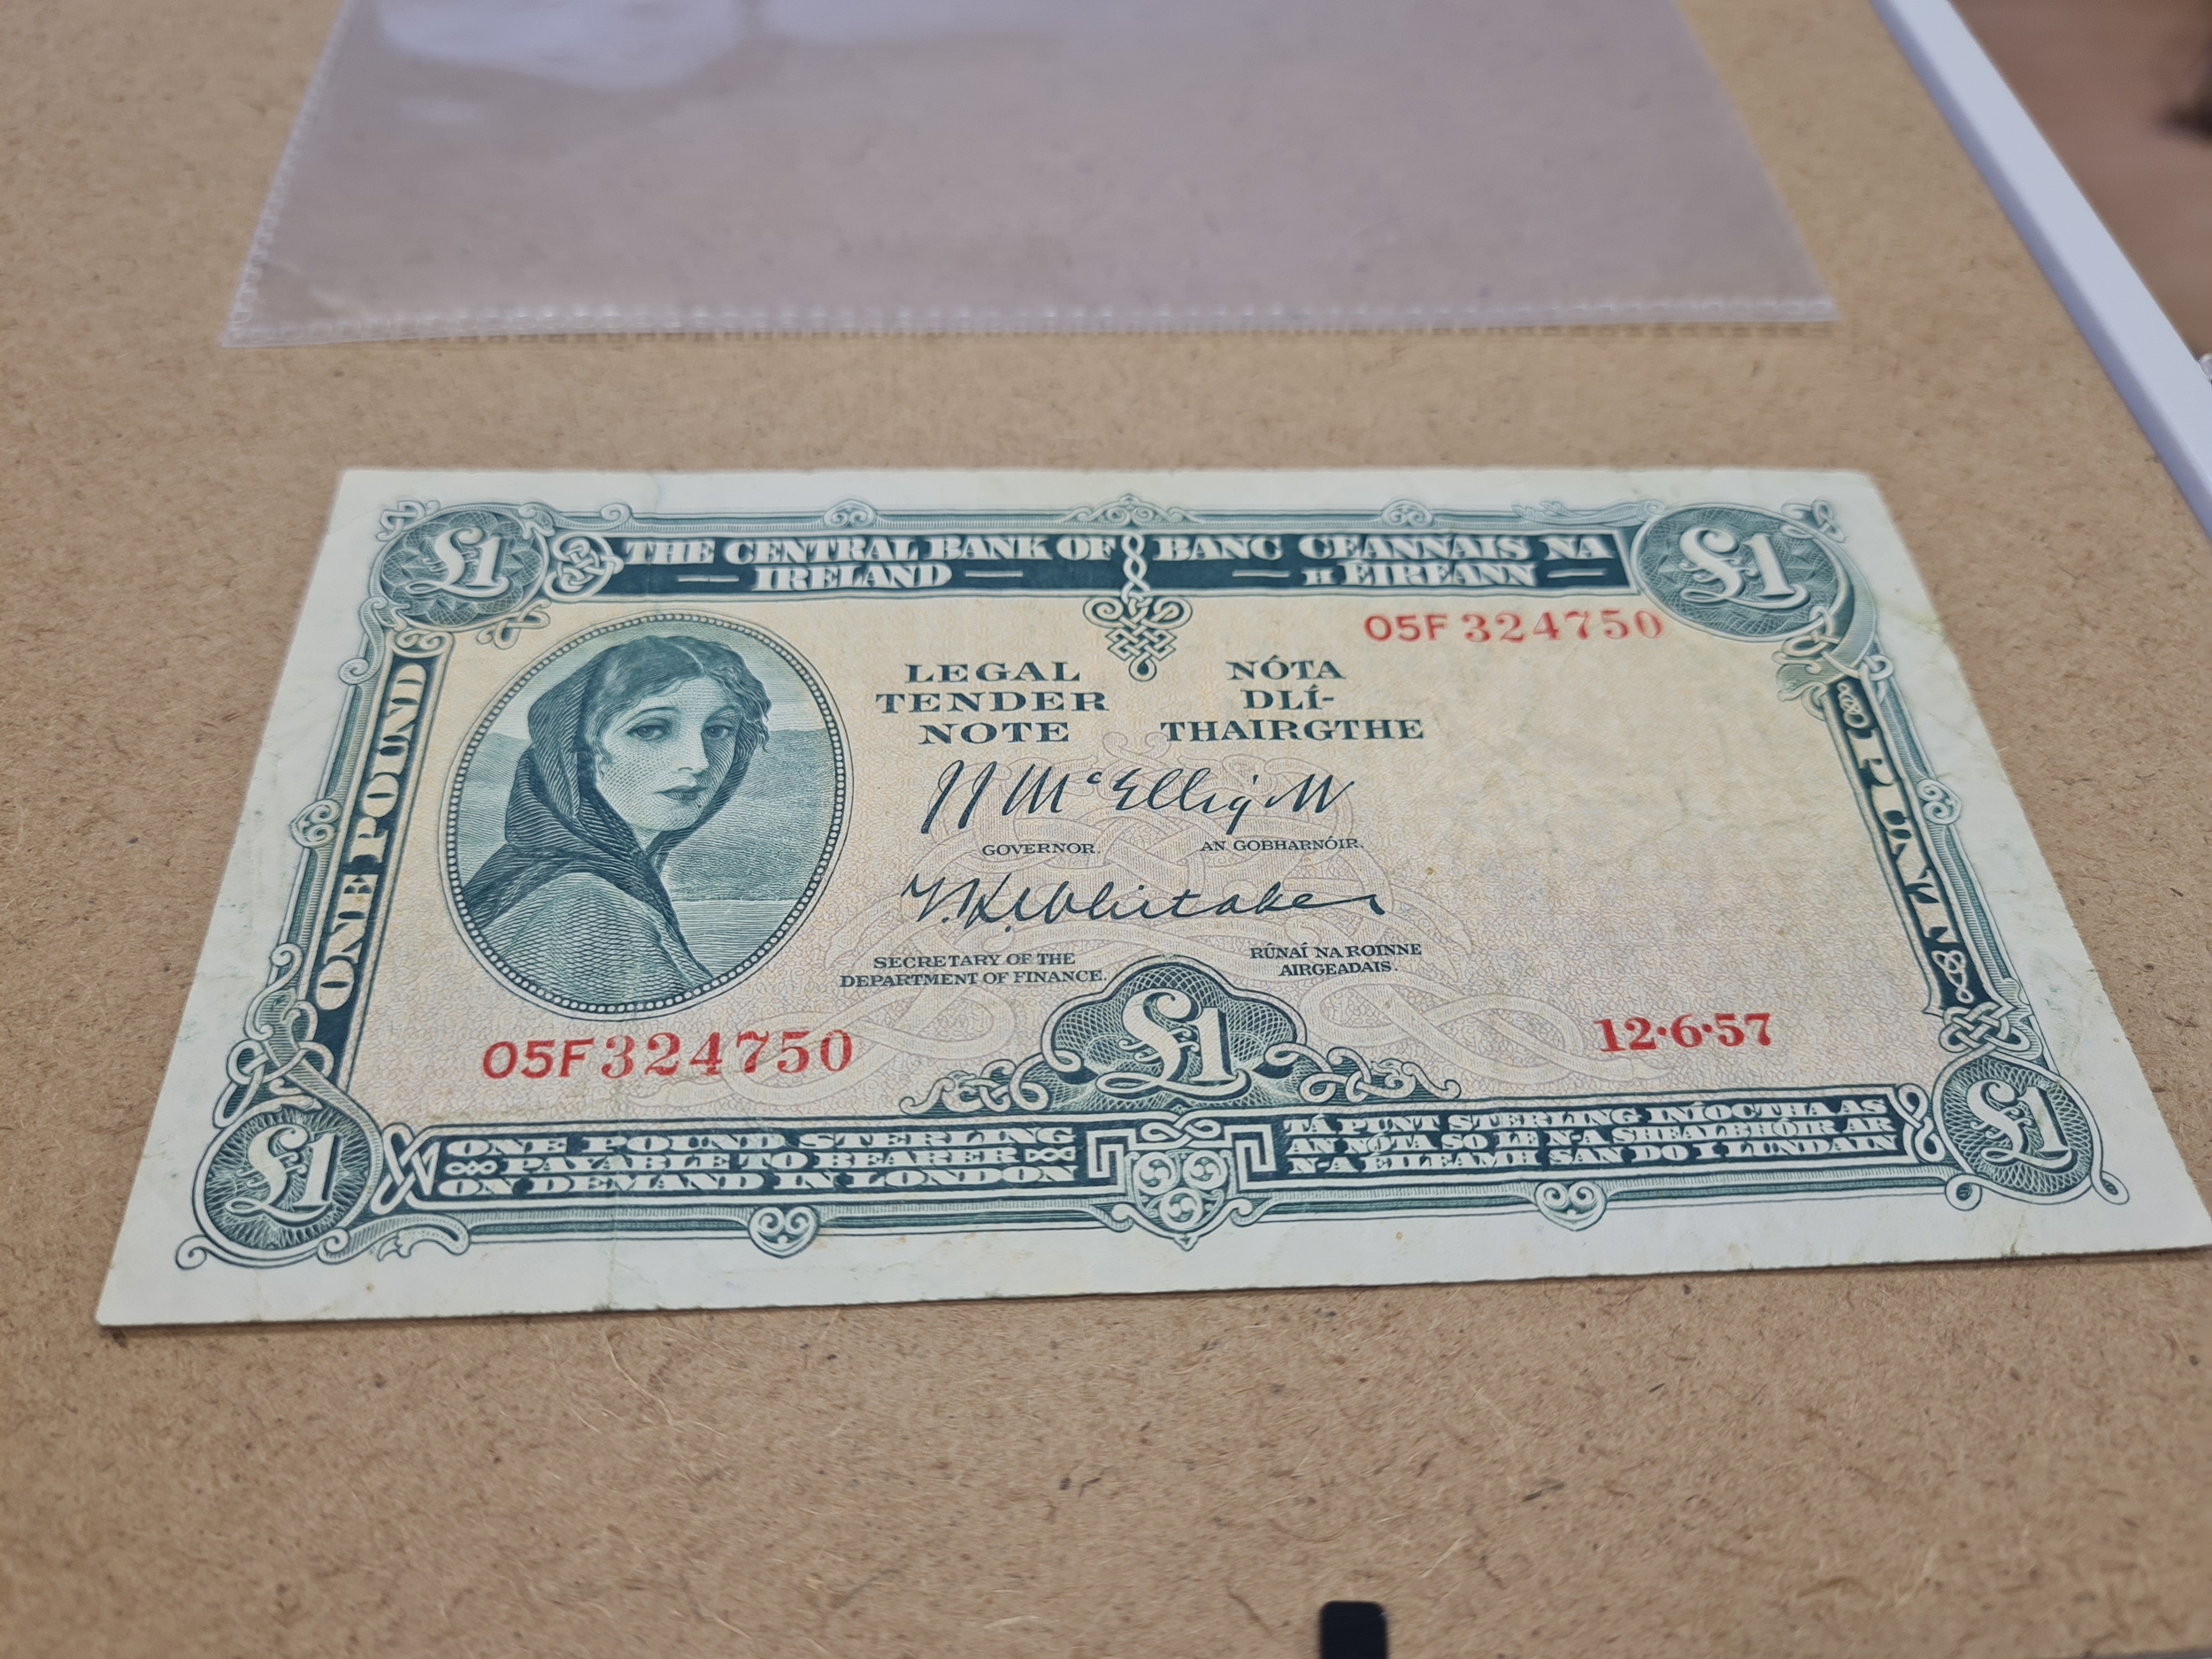 £1
THE CENTRAL BANK OF
IRELAND
BANC CEANNAIS NA
H ÉIREANN
£1
05F 324750
ONE POUND
LEGAL
TENDER
NOTE
NÓTA
DLÍ-
THAIRGTHE
PUNT
J J McElligott
GOVERNOR.
AN GOBHARNÓIR.
T.K. Whitaker
SECRETARY OF THE
DEPARTMENT OF FINANCE.
RÚNAÍ NA ROINNE
AIRGEADAIS.
05F 324750
£1
12·6·57
£1
ONE POUND STERLING
PAYABLE TO BEARER
ON DEMAND IN LONDON
TÁ PUNT STERLING INÍOCTHA AS
AN NÓTA SO LE N-A SHEALBHÓIR AR
N-A ÉILEAMH SAN DO I LUNDAIN
£1